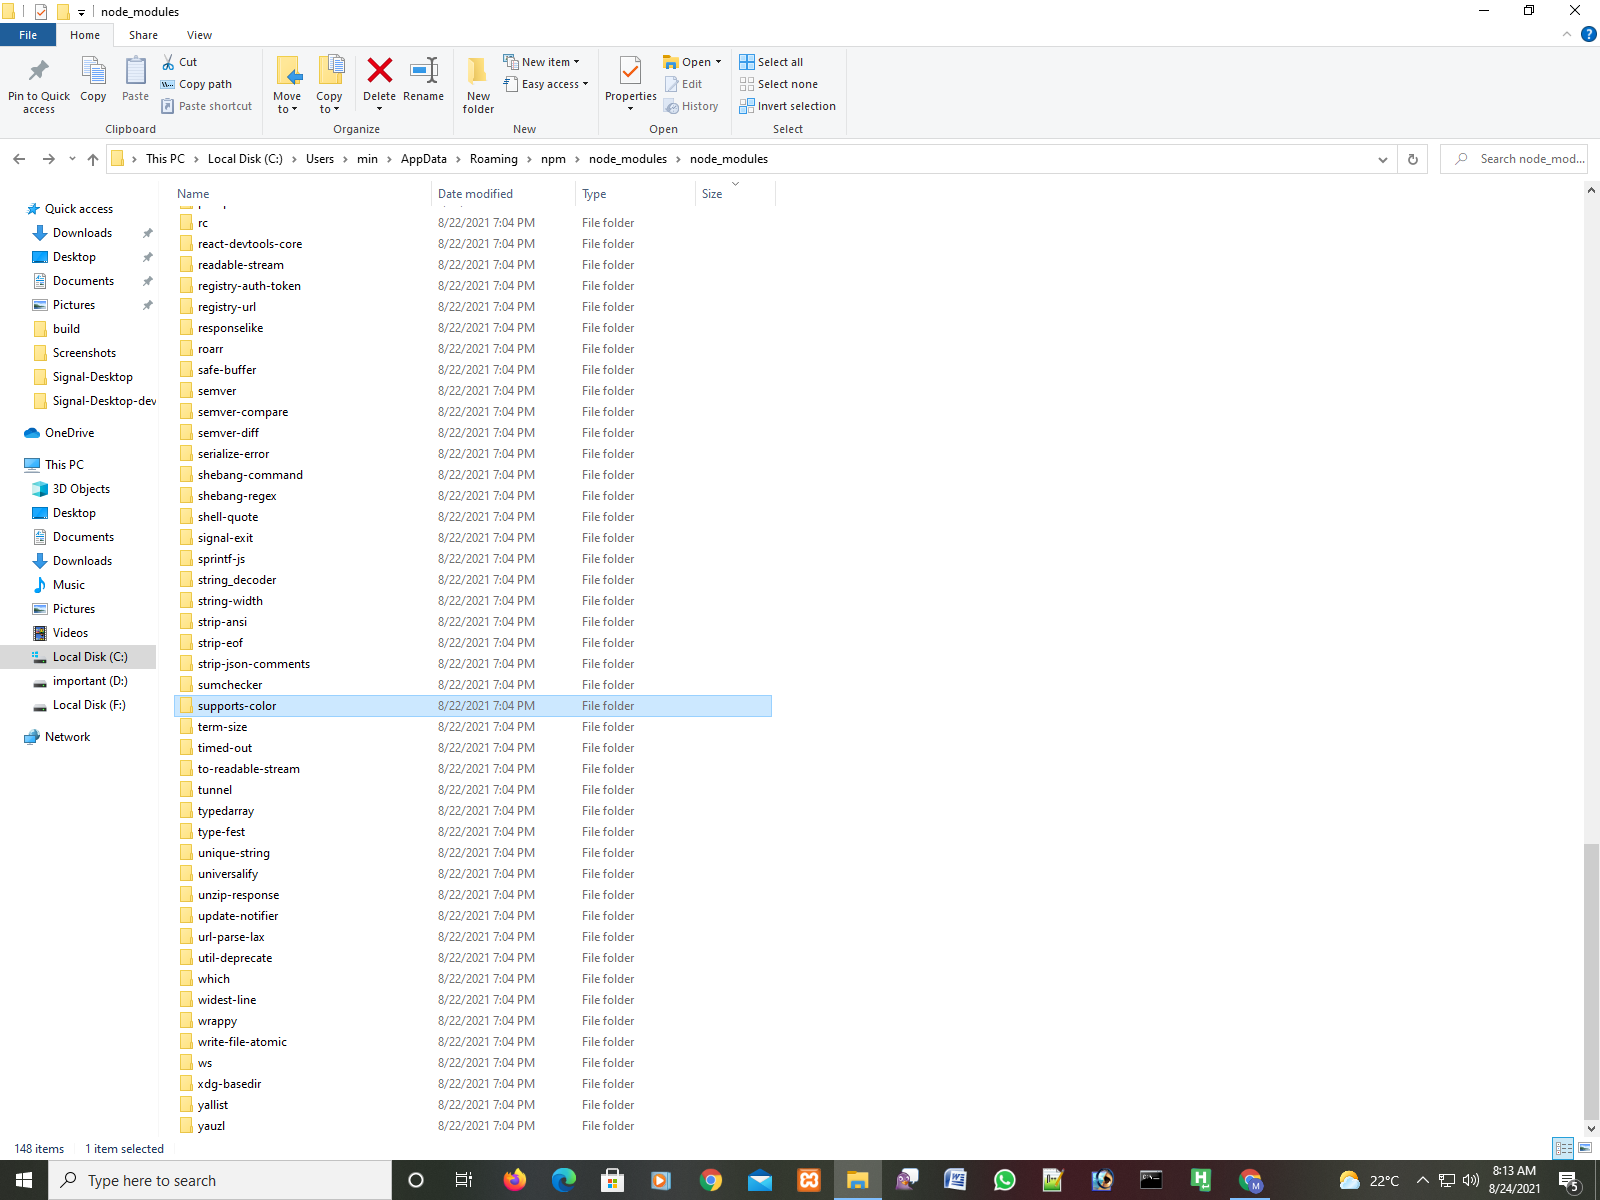 node_modules
File Home Share View
Pin to Quick access
Copy
Paste
Cut
Copy path
Paste shortcut
Clipboard
Move to
Copy to
Delete
Rename
Organize
New folder
New item
Easy access
New
Properties
Open
Edit
History
Open
Select all
Select none
Invert selection
Select
This PC Local Disk (C:) Users min AppData Roaming npm node_modules node_modules
Search node_mod...
Quick access
Downloads
Desktop
Documents
Pictures
build
Screenshots
Signal-Desktop
Signal-Desktop-dev
OneDrive
This PC
3D Objects
Desktop
Documents
Downloads
Music
Pictures
Videos
Local Disk (C:)
important (D:)
Local Disk (F:)
Network
Name Date modified Type Size
rc 8/22/2021 7:04 PM File folder
react-devtools-core 8/22/2021 7:04 PM File folder
readable-stream 8/22/2021 7:04 PM File folder
registry-auth-token 8/22/2021 7:04 PM File folder
registry-url 8/22/2021 7:04 PM File folder
responselike 8/22/2021 7:04 PM File folder
roarr 8/22/2021 7:04 PM File folder
safe-buffer 8/22/2021 7:04 PM File folder
semver 8/22/2021 7:04 PM File folder
semver-compare 8/22/2021 7:04 PM File folder
semver-diff 8/22/2021 7:04 PM File folder
serialize-error 8/22/2021 7:04 PM File folder
shebang-command 8/22/2021 7:04 PM File folder
shebang-regex 8/22/2021 7:04 PM File folder
shell-quote 8/22/2021 7:04 PM File folder
signal-exit 8/22/2021 7:04 PM File folder
sprintf-js 8/22/2021 7:04 PM File folder
string_decoder 8/22/2021 7:04 PM File folder
string-width 8/22/2021 7:04 PM File folder
strip-ansi 8/22/2021 7:04 PM File folder
strip-eof 8/22/2021 7:04 PM File folder
strip-json-comments 8/22/2021 7:04 PM File folder
sumchecker 8/22/2021 7:04 PM File folder
supports-color 8/22/2021 7:04 PM File folder
term-size 8/22/2021 7:04 PM File folder
timed-out 8/22/2021 7:04 PM File folder
to-readable-stream 8/22/2021 7:04 PM File folder
tunnel 8/22/2021 7:04 PM File folder
typedarray 8/22/2021 7:04 PM File folder
type-fest 8/22/2021 7:04 PM File folder
unique-string 8/22/2021 7:04 PM File folder
universalify 8/22/2021 7:04 PM File folder
unzip-response 8/22/2021 7:04 PM File folder
update-notifier 8/22/2021 7:04 PM File folder
url-parse-lax 8/22/2021 7:04 PM File folder
util-deprecate 8/22/2021 7:04 PM File folder
which 8/22/2021 7:04 PM File folder
widest-line 8/22/2021 7:04 PM File folder
wrappy 8/22/2021 7:04 PM File folder
write-file-atomic 8/22/2021 7:04 PM File folder
ws 8/22/2021 7:04 PM File folder
xdg-basedir 8/22/2021 7:04 PM File folder
yallist 8/22/2021 7:04 PM File folder
yauzl 8/22/2021 7:04 PM File folder
148 items 1 item selected
Type here to search
22°C
8:13 AM
8/24/2021
5